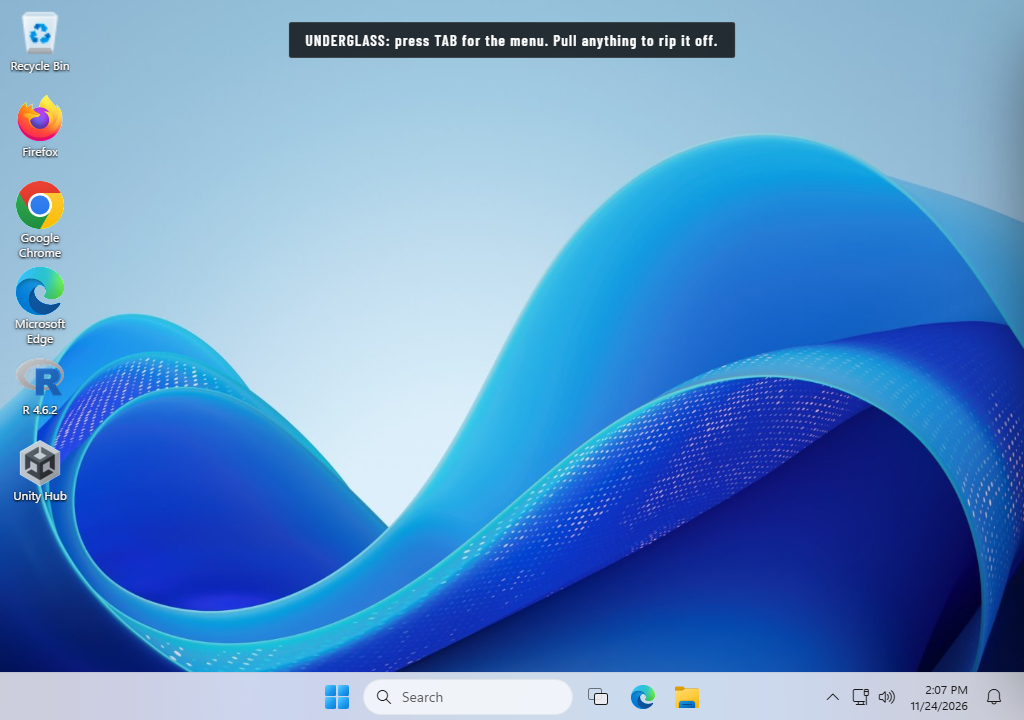 UNDERGLASS: press TAB for the menu. Pull anything to rip it off.
Recycle Bin
Firefox
Google
Chrome
Microsoft
Edge
R 4.6.2
Unity Hub
Search
2:07 PM
11/24/2026